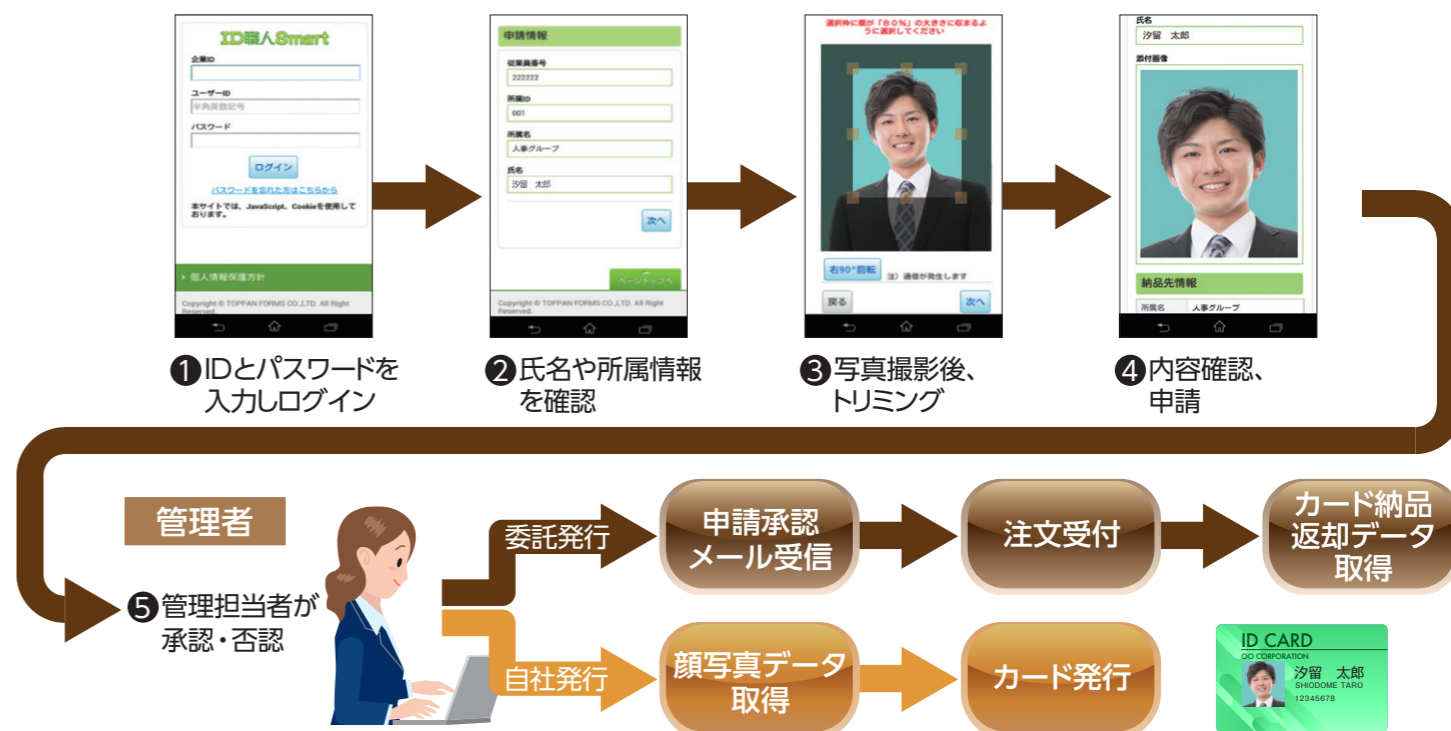 ID職人Smart
企業ID
ユーザーID
半角英数記号
パスワード
ログイン
パスワードを忘れた方はこちらから
本サイトでは、JavaScript、Cookieを使用して
おります。
個人情報保護方針
Copyright © TOPPAN FORMS CO.,LTD. All Right
Reserved.
申請情報
従業員番号
222222
所属ID
001
所属名
人事グループ
氏名
汐留 太郎
次へ
ページトップへ
Copyright © TOPPAN FORMS CO.,LTD. All Right
Reserved.
選択枠に顔が「80%」の大きさに収まるよ
うに選択してください
右90°回転
注) 通信が発生します
戻る
次へ
氏名
汐留 太郎
添付画像
納品先情報
所属名 人事グループ
❶IDとパスワードを
入力しログイン
❷氏名や所属情報
を確認
❸写真撮影後、
トリミング
❹内容確認、
申請
管理者
❺管理担当者が
承認・否認
委託発行
申請承認
メール受信
注文受付
カード納品
返却データ
取得
自社発行
顔写真データ
取得
カード発行
ID CARD
OO CORPORATION
汐留 太郎
SHIODOME TARO
12345678